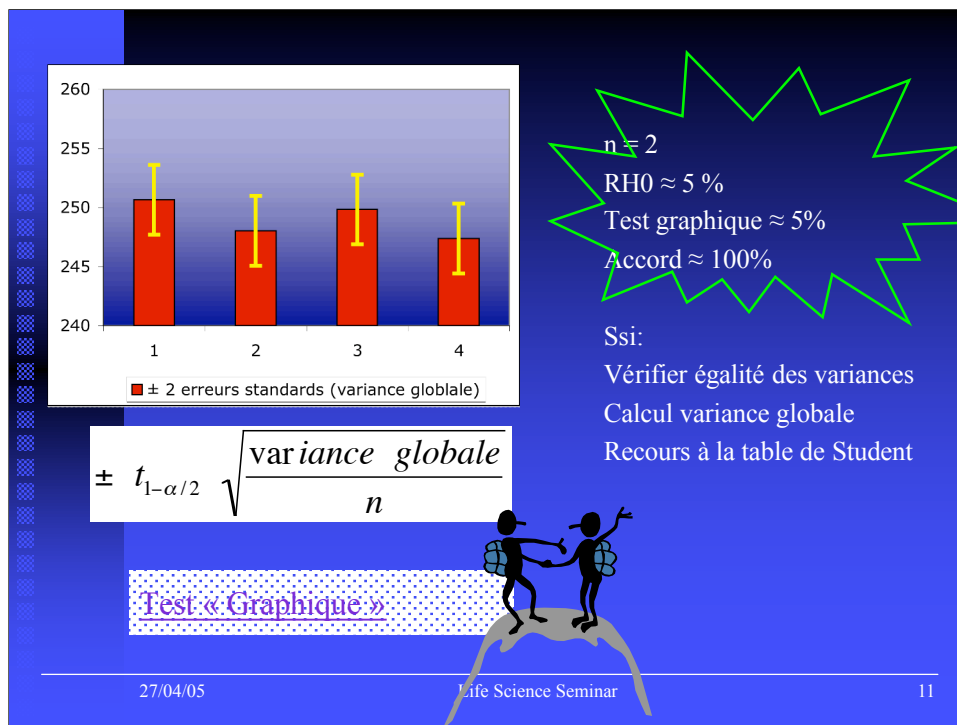 260
255
250
245
240
1 2 3 4
± 2 erreurs standards (variance globlale)
± t1−α/2 √ variance globale
n
Test « Graphique »
n = 2
RH0 ≈ 5 %
Test graphique ≈ 5%
Accord ≈ 100%
Ssi:
Vérifier égalité des variances
Calcul variance globale
Recours à la table de Student
27/04/05 Life Science Seminar 11